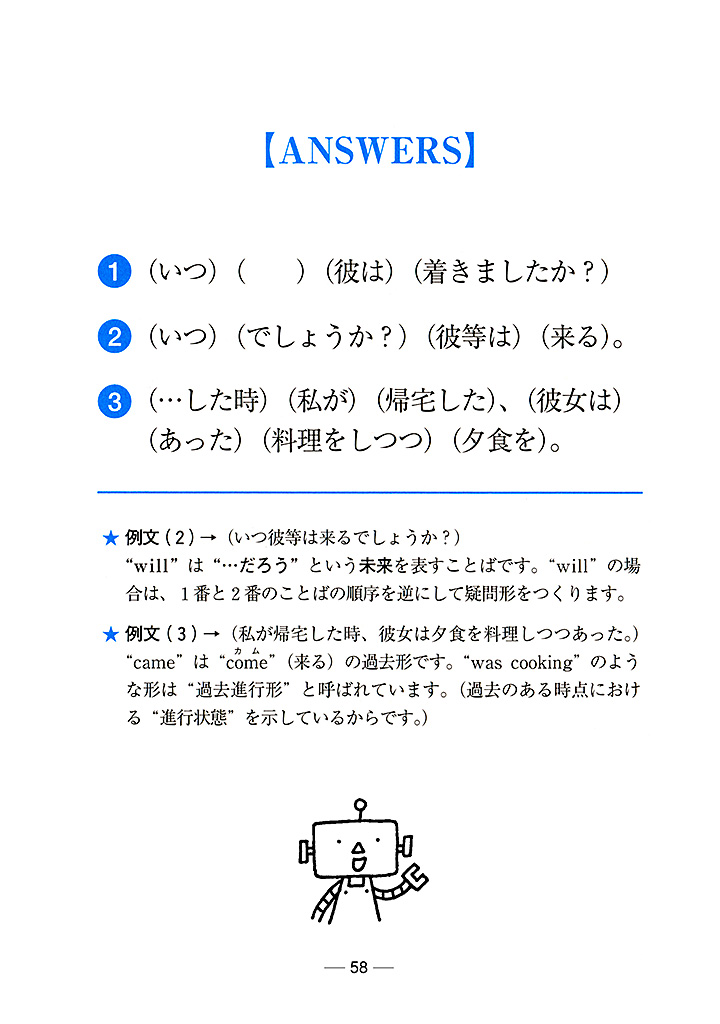 【ANSWERS】
1 （いつ）（　　）（彼は）（着きましたか？）
2 （いつ）（でしょうか？）（彼等は）（来る）。
3 （…した時）（私が）（帰宅した）、（彼女は）
（あった）（料理をしつつ）（夕食を）。
★ 例文(2)→（いつ彼等は来るでしょうか？）
“will”は“…だろう”という未来を表すことばです。“will”の場
合は、1番と2番のことばの順序を逆にして疑問形をつくります。
★ 例文(3)→（私が帰宅した時、彼女は夕食を料理しつつあった。）
カム
“came”は“come”（来る）の過去形です。“was cooking”のよう
な形は“過去進行形”と呼ばれています。（過去のある時点におけ
る“進行状態”を示しているからです。）
— 58 —